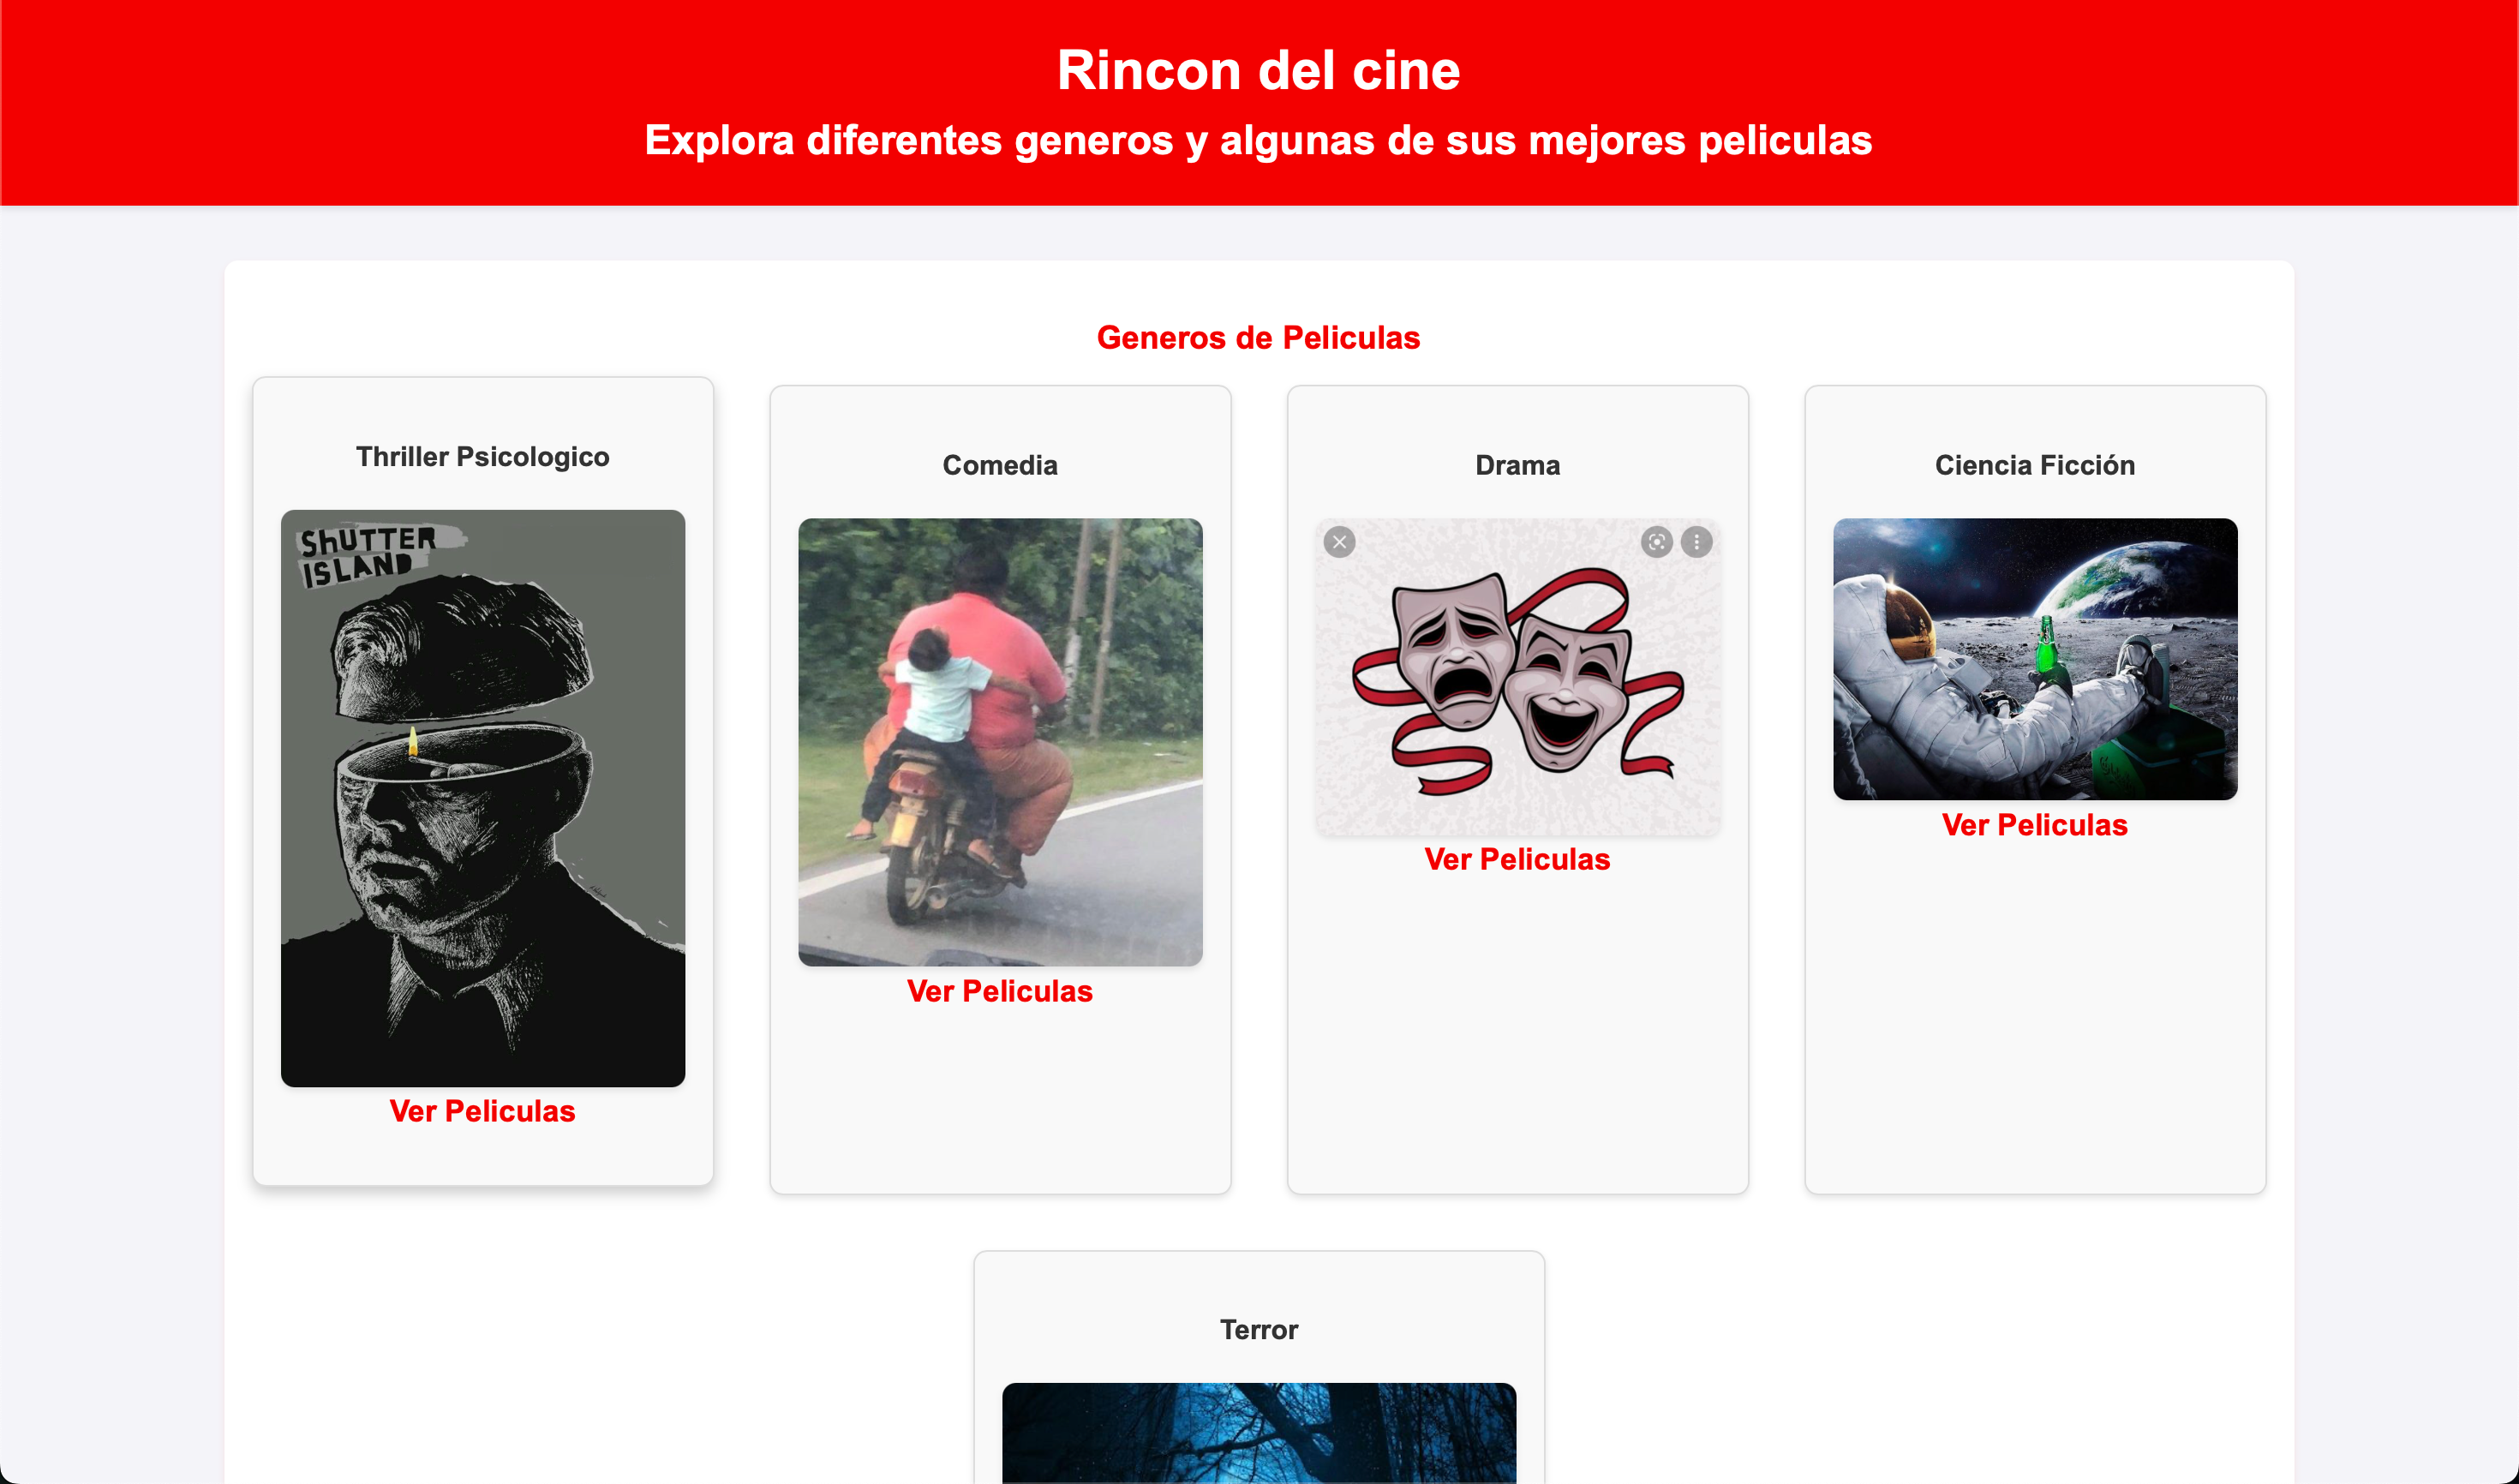 Rincon del cine
Explora diferentes generos y algunas de sus mejores peliculas
Generos de Peliculas
Thriller Psicologico
ShUTTER
ISLAND
Ver Peliculas
Comedia
Ver Peliculas
Drama
Ver Peliculas
Ciencia Ficción
Ver Peliculas
Terror